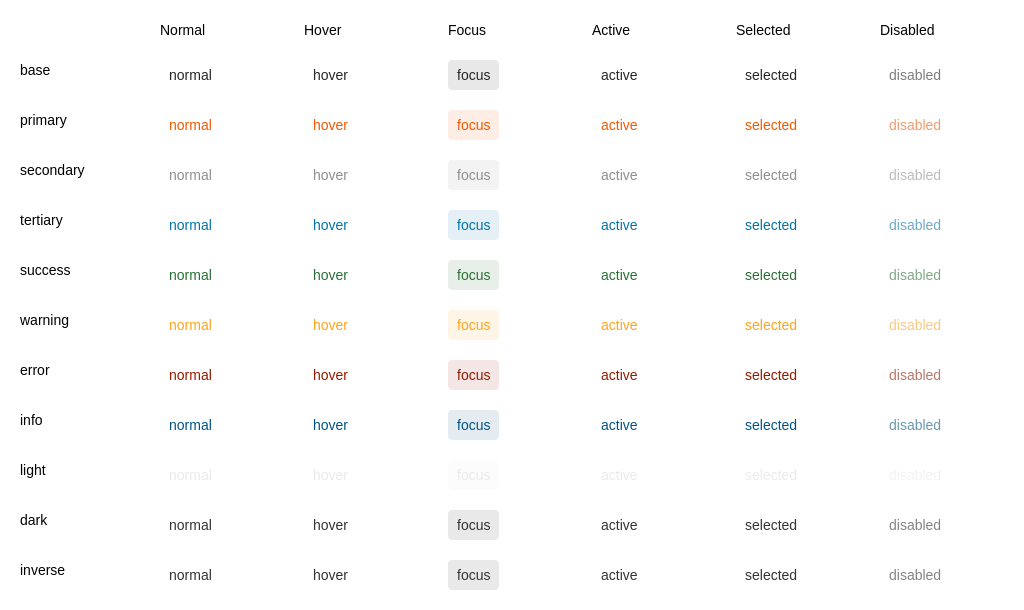 Normal Hover Focus Active Selected Disabled
base normal hover focus active selected disabled
primary normal hover focus active selected disabled
secondary normal hover focus active selected disabled
tertiary normal hover focus active selected disabled
success normal hover focus active selected disabled
warning normal hover focus active selected disabled
error normal hover focus active selected disabled
info normal hover focus active selected disabled
light normal hover focus active selected disabled
dark normal hover focus active selected disabled
inverse normal hover focus active selected disabled